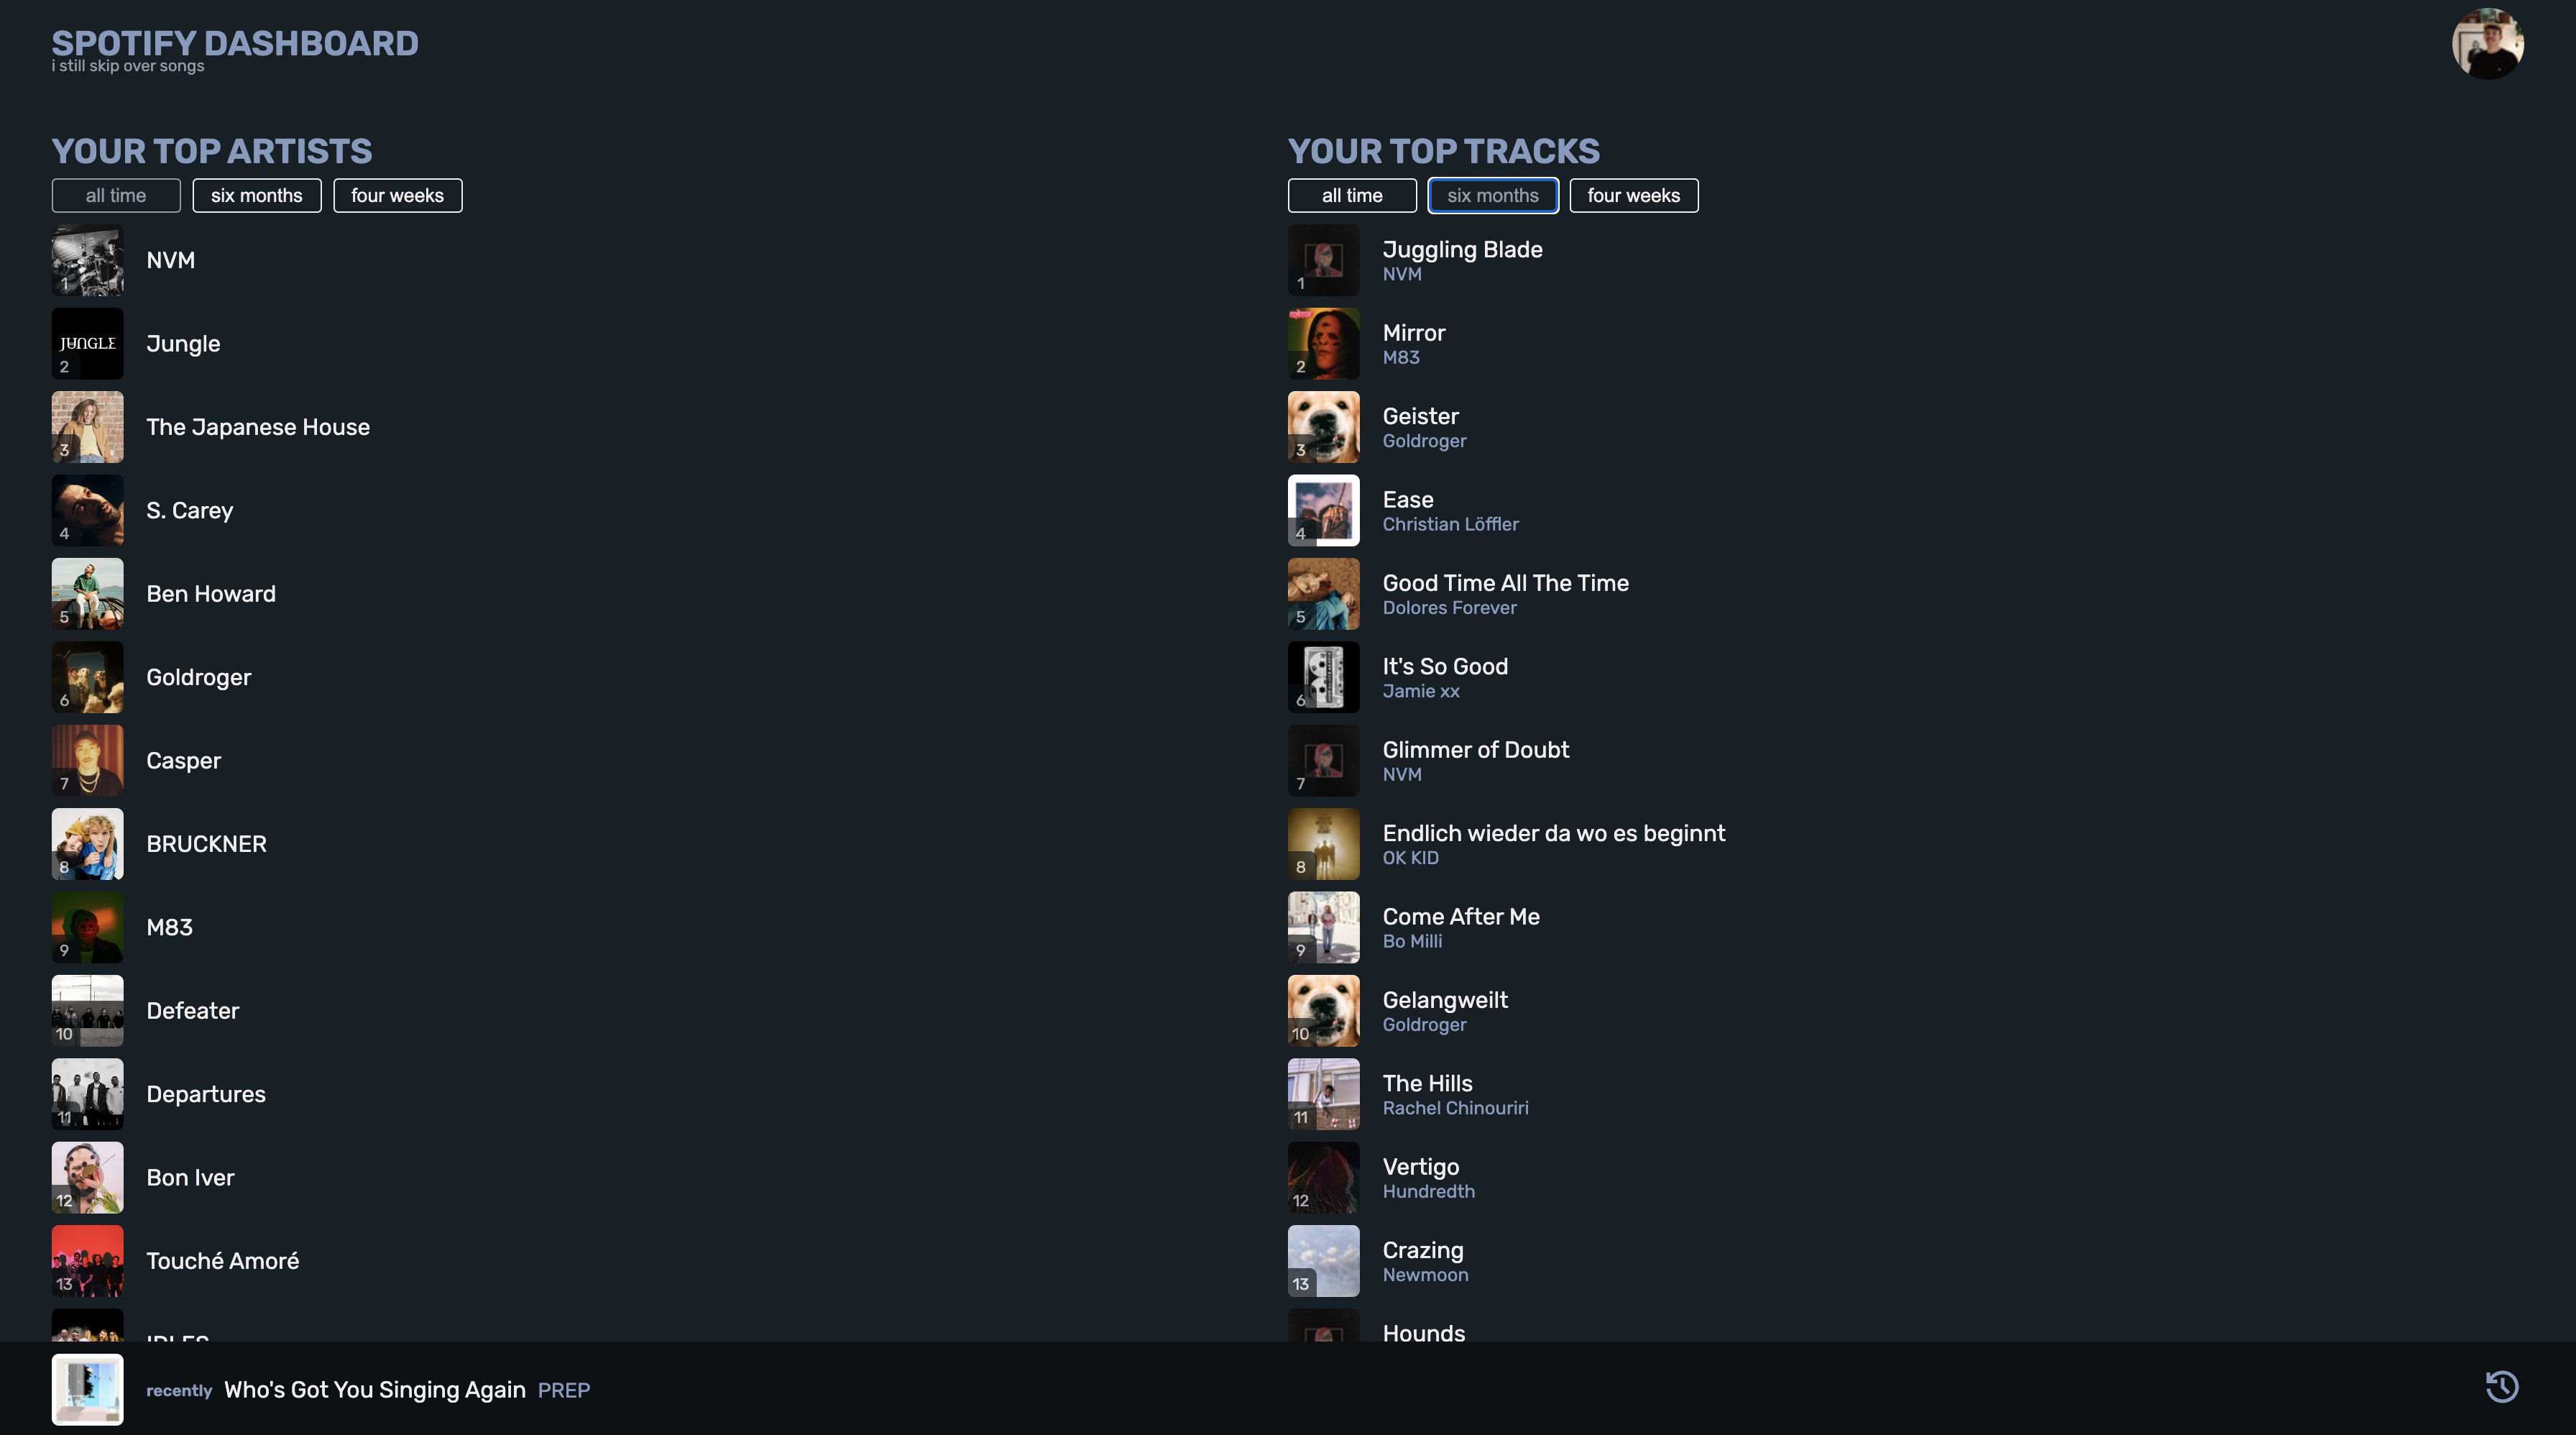 SPOTIFY DASHBOARD
i still skip over songs
YOUR TOP ARTISTS
all time
six months
four weeks
1
NVM
JUNGLE
2
Jungle
3
The Japanese House
4
S. Carey
5
Ben Howard
6
Goldroger
7
Casper
8
BRUCKNER
9
M83
10
Defeater
11
Departures
12
Bon Iver
13
Touché Amoré
IDLES
YOUR TOP TRACKS
all time
six months
four weeks
1
Juggling Blade
NVM
mirror
2
Mirror
M83
3
Geister
Goldroger
4
Ease
Christian Löffler
5
Good Time All The Time
Dolores Forever
6
It's So Good
Jamie xx
7
Glimmer of Doubt
NVM
8
Endlich wieder da wo es beginnt
OK KID
9
Come After Me
Bo Milli
10
Gelangweilt
Goldroger
11
The Hills
Rachel Chinouriri
12
Vertigo
Hundredth
13
Crazing
Newmoon
Hounds
recently Who's Got You Singing Again PREP